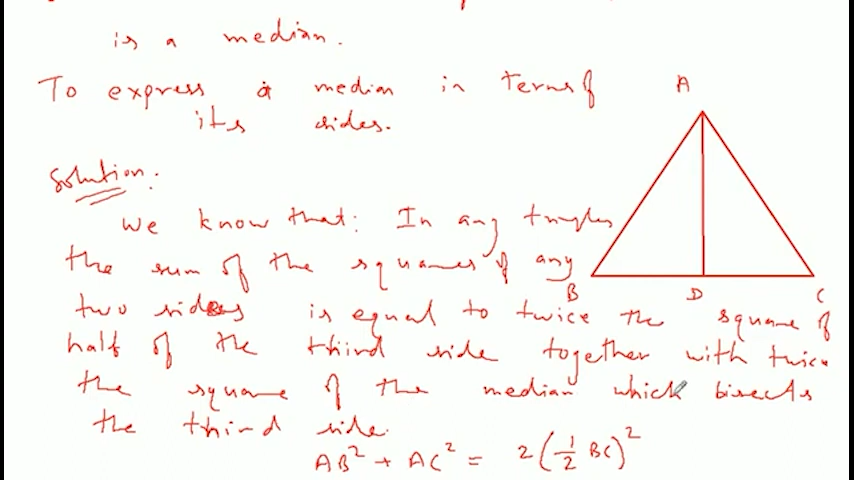 is a median.
To express a median in terms of
its sides.
Solution:
We know that: In any triangles
the sum of the squares of any
two sides is equal to twice the square of
half of the third side together with twice
the square of the median which bisects
the third side.
AB² + AC² = 2(1/2 BC)²
A
B
D
C